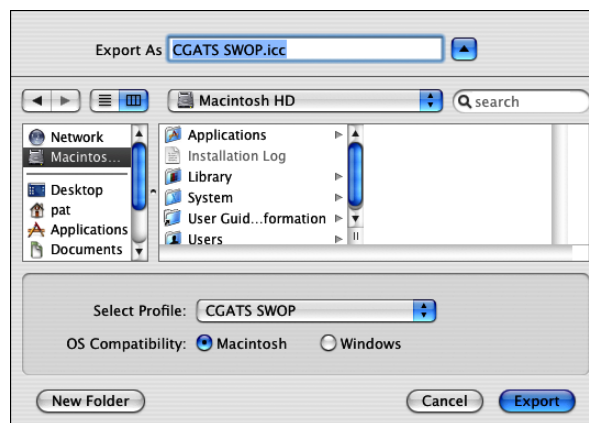 Export As CGATS SWOP.icc
Macintosh HD
search
Network
Macintos...
Desktop
pat
Applications
Documents
Applications
Installation Log
Library
System
User Guid...formation
Users
Select Profile: CGATS SWOP
OS Compatibility: Macintosh Windows
New Folder Cancel Export